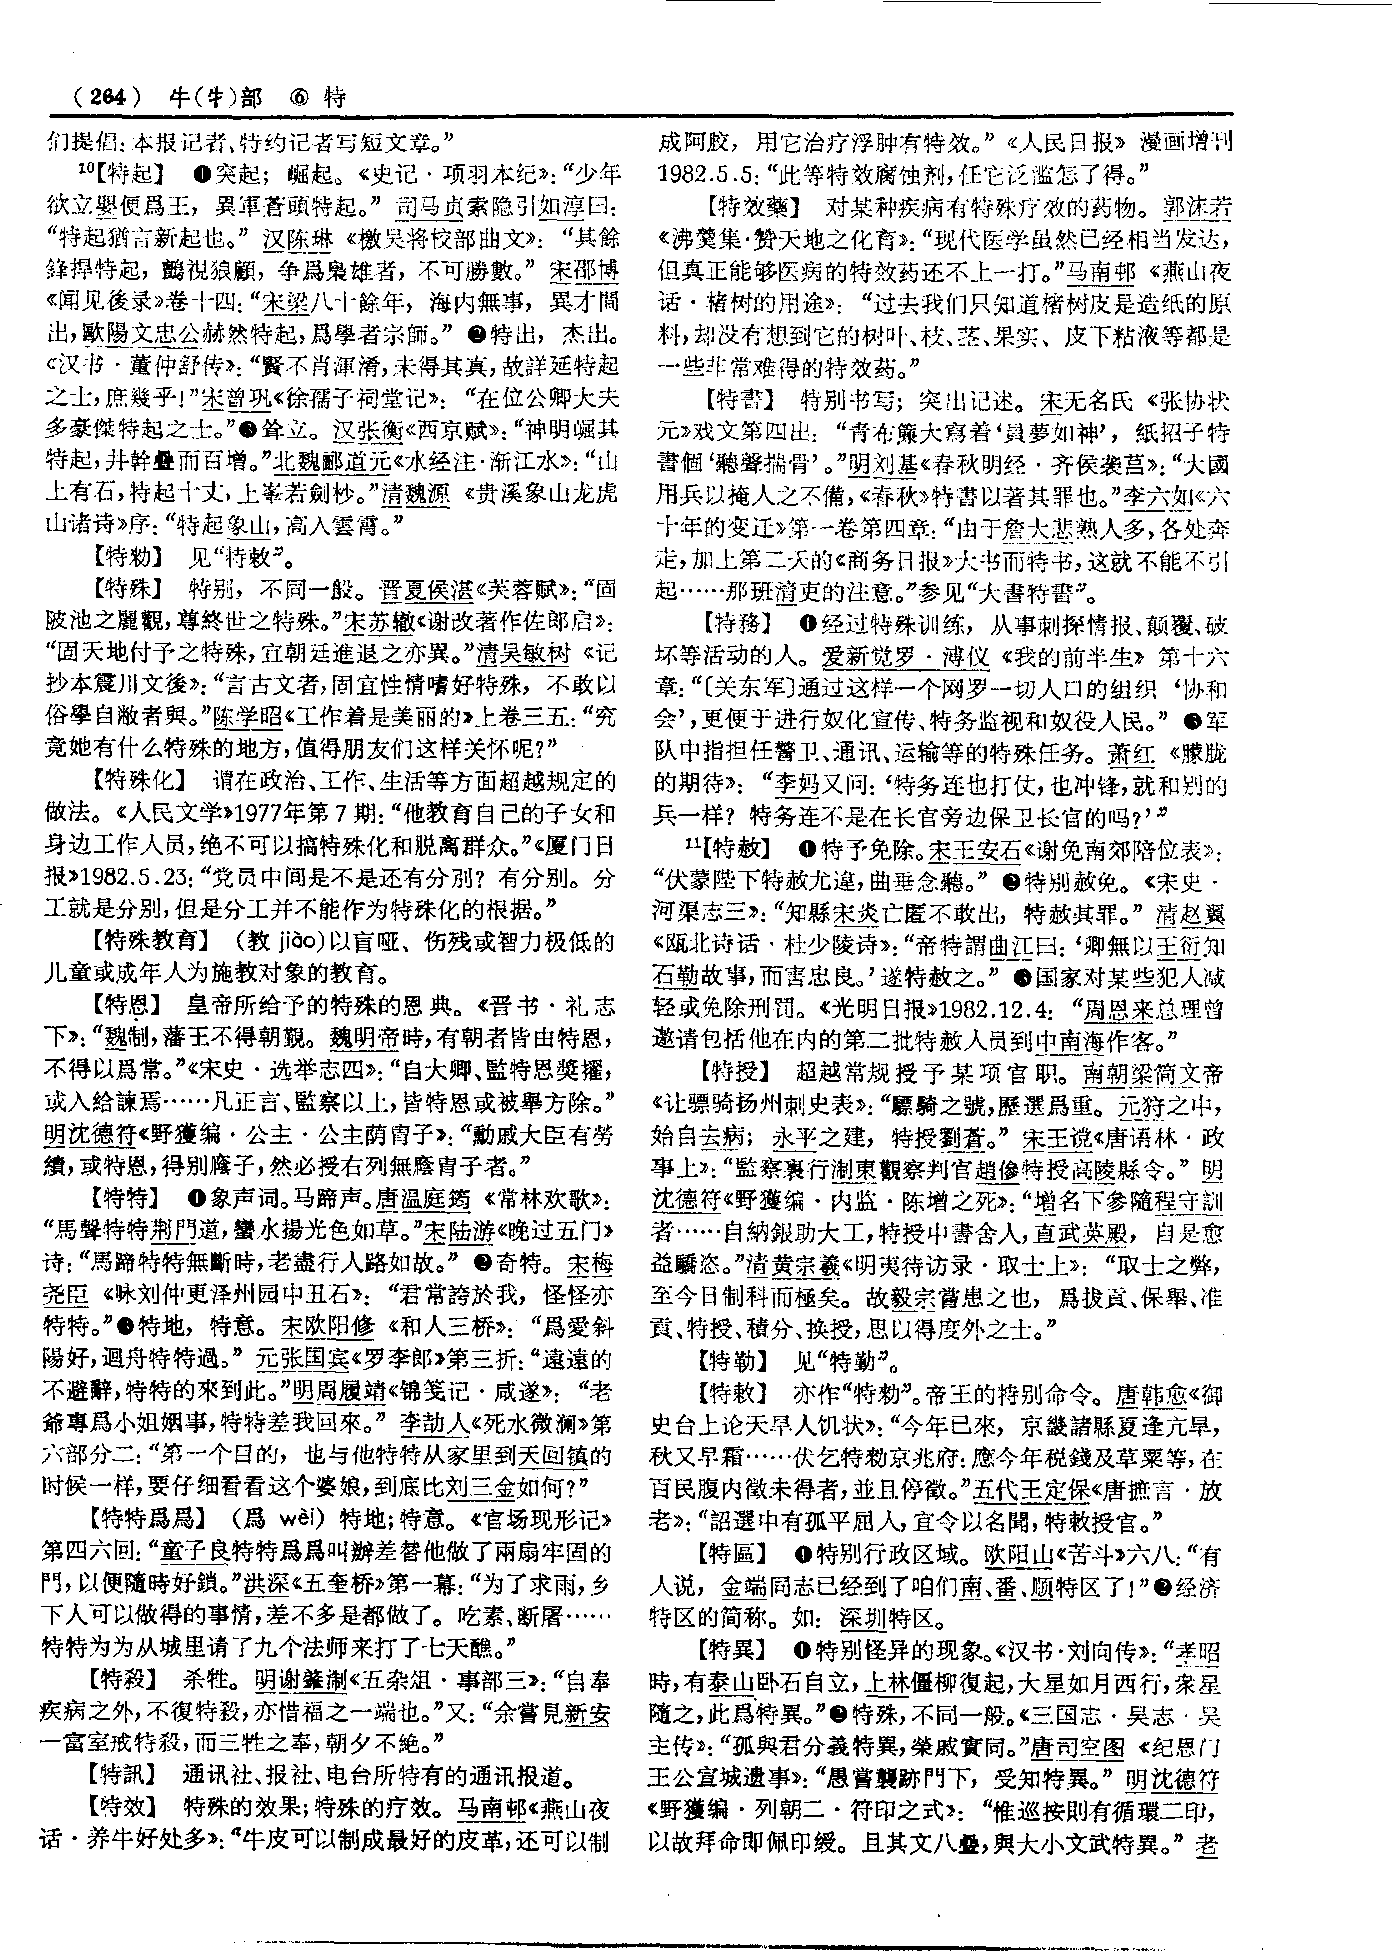 （264）　牛(牜)部　⑥　特
们提倡：本报记者、特约记者写短文章。”
10【特起】　❶突起；崛起。《史记·项羽本纪》：“少年
欲立嬰便爲王，異軍蒼頭特起。”司马贞索隐引如淳曰：
“特起猶言新起也。”汉陈琳《檄吴将校部曲文》：“其餘
鋒捍特起，鸇視狼顧，争爲梟雄者，不可勝數。”宋邵博
《闻见後录》卷十四：“宋梁八十餘年，海内無事，異才間
出，歐陽文忠公赫然特起，爲學者宗師。”❷特出，杰出。
《汉书·董仲舒传》：“賢不肖渾淆，未得其真，故詳延特起
之士，庶幾乎！”宋曾巩《徐孺子祠堂记》：“在位公卿大夫
多豪傑特起之士。”❸耸立。汉张衡《西京赋》：“神明崛其
特起，井幹疊而百增。”北魏郦道元《水经注·渐江水》：“山
上有石，特起十丈，上峯若劍杪。”清魏源《贵溪象山龙虎
山诸诗》序：“特起象山，高入雲霄。”
【特勑】　见“特敕”。
【特殊】　特别，不同一般。晋夏侯湛《芙蓉赋》：“固
陂池之麗觀，尊終世之特殊。”宋苏辙《谢改著作佐郎启》：
“固天地付予之特殊，宜朝廷進退之亦異。”清吴敏树《记
抄本震川文後》：“言古文者，固宜性情嗜好特殊，不敢以
俗學自敝者與。”陈学昭《工作着是美丽的》上卷三五：“究
竟她有什么特殊的地方，值得朋友们这样关怀呢？”
【特殊化】　谓在政治、工作、生活等方面超越规定的
做法。《人民文学》1977年第7期：“他教育自己的子女和
身边工作人员，绝不可以搞特殊化和脱离群众。”《厦门日
报》1982.5.23：“党员中间是不是还有分别？有分别。分
工就是分别，但是分工并不能作为特殊化的根据。”
【特殊教育】　（教 jiào）以盲哑、伤残或智力极低的
儿童或成年人为施教对象的教育。
【特恩】　皇帝所给予的特殊的恩典。《晋书·礼志
下》：“魏制，藩王不得朝覲。魏明帝時，有朝者皆由特恩，
不得以爲常。”《宋史·选举志四》：“自大卿、監特恩奬擢，
或入給諫焉……凡正言、監察以上，皆特恩或被舉方除。”
明沈德符《野獲编·公主·公主荫胄子》：“勳戚大臣有勞
績，或特恩，得別廕子，然必授右列無廕胄子者。”
【特特】　❶象声词。马蹄声。唐温庭筠《常林欢歌》：
“馬聲特特荆門道，蠻水揚光色如草。”宋陆游《晚过五门》
诗：“馬蹄特特無斷時，老盡行人路如故。”❷奇特。宋梅
尧臣《咏刘仲更泽州园中丑石》：“君常誇於我，怪怪亦
特特。”❸特地，特意。宋欧阳修《和人三桥》：“爲愛斜
陽好，迴舟特特過。”元张国宾《罗李郎》第三折：“遠遠的
不避辭，特特的來到此。”明周履靖《锦笺记·咸遂》：“老
爺專爲小姐姻事，特特差我回來。”李劼人《死水微澜》第
六部分二：“第一个目的，也与他特特从家里到天回镇的
时候一样，要仔细看看这个婆娘，到底比刘三金如何？”
【特特爲爲】　（爲 wèi）特地；特意。《官场现形记》
第四六回：“童子良特特爲爲叫辦差替他做了兩扇牢固的
門，以便隨時好鎖。”洪深《五奎桥》第一幕：“为了求雨，乡
下人可以做得的事情，差不多是都做了。吃素、断屠……
特特为为从城里请了九个法师来打了七天醮。”
【特殺】　杀牲。明谢肇淛《五杂俎·事部三》：“自奉
疾病之外，不復特殺，亦惜福之一端也。”又：“余嘗見新安
一富室戒特殺，而三牲之奉，朝夕不絶。”
【特訊】　通讯社、报社、电台所特有的通讯报道。
【特效】　特殊的效果；特殊的疗效。马南邨《燕山夜
话·养牛好处多》：“牛皮可以制成最好的皮革，还可以制
成阿胶，用它治疗浮肿有特效。”《人民日报》漫画增刊
1982.5.5：“此等特效腐蚀剂，任它泛滥怎了得。”
【特效藥】　对某种疾病有特殊疗效的药物。郭沫若
《沸羹集·赞天地之化育》：“现代医学虽然已经相当发达，
但真正能够医病的特效药还不上一打。”马南邨《燕山夜
话·楮树的用途》：“过去我们只知道楮树皮是造纸的原
料，却没有想到它的树叶、枝、茎、果实、皮下粘液等都是
一些非常难得的特效药。”
【特書】　特别书写；突出记述。宋无名氏《张协状
元》戏文第四出：“青布簾大寫着‘員夢如神’，紙招子特
書個‘聽聲揣骨’。”明刘基《春秋明经·齐侯袭莒》：“大國
用兵以掩人之不備，《春秋》特書以著其罪也。”李六如《六
十年的变迁》第一卷第四章：“由于詹大悲熟人多，各处奔
走，加上第二天的《商务日报》大书而特书，这就不能不引
起……那班清吏的注意。”参见“大書特書”。
【特務】　❶经过特殊训练，从事刺探情报、颠覆、破
坏等活动的人。爱新觉罗·溥仪《我的前半生》第十六
章：“〔关东军〕通过这样一个网罗一切人口的组织‘协和
会’，更便于进行奴化宣传、特务监视和奴役人民。”❷军
队中指担任警卫、通讯、运输等的特殊任务。萧红《朦胧
的期待》：“李妈又问：‘特务连也打仗，也冲锋，就和别的
兵一样？特务连不是在长官旁边保卫长官的吗？’”
11【特赦】　❶特予免除。宋王安石《谢免南郊陪位表》：
“伏蒙陛下特赦尤違，曲垂念聽。”❷特别赦免。《宋史·
河渠志三》：“知縣宋炎亡匿不敢出，特赦其罪。”清赵翼
《瓯北诗话·杜少陵诗》：“帝特謂曲江曰：‘卿無以王衍知
石勒故事，而害忠良。’遂特赦之。”❸国家对某些犯人减
轻或免除刑罚。《光明日报》1982.12.4：“周恩来总理曾
邀请包括他在内的第二批特赦人员到中南海作客。”
【特授】　超越常规授予某项官职。南朝梁简文帝
《让骠骑扬州刺史表》：“驃騎之號，歷選爲重。元狩之中，
始自去病；永平之建，特授劉蒼。”宋王谠《唐语林·政
事上》：“監察裏行淛東觀察判官趙傪特授高陵縣令。”明
沈德符《野獲编·内监·陈增之死》：“增名下參隨程守訓
者……自納銀助大工，特授中書舍人，直武英殿，自是愈
益驕恣。”清黄宗羲《明夷待访录·取士上》：“取士之弊，
至今日制科而極矣。故毅宗嘗患之也，爲拔貢、保舉、准
貢、特授、積分、换授，思以得度外之士。”
【特勒】　见“特勤”。
【特敕】　亦作“特勑”。帝王的特别命令。唐韩愈《御
史台上论天旱人饥状》：“今年已來，京畿諸縣夏逢亢旱，
秋又早霜……伏乞特勑京兆府：應今年税錢及草粟等，在
百民腹内徵未得者，並且停徵。”五代王定保《唐摭言·放
老》：“詔選中有孤平屈人，宜令以名聞，特敕授官。”
【特區】　❶特别行政区域。欧阳山《苦斗》六八：“有
人说，金端同志已经到了咱们南、番、顺特区了！”❷经济
特区的简称。如：深圳特区。
【特異】　❶特别怪异的现象。《汉书·刘向传》：“孝昭
時，有泰山卧石自立，上林僵柳復起，大星如月西行，衆星
隨之，此爲特異。”❷特殊，不同一般。《三国志·吴志·吴
主传》：“孤與君分義特異，榮戚實同。”唐司空图《纪恩门
王公宣城遗事》：“愚嘗襲跡門下，受知特異。”明沈德符
《野獲编·列朝二·符印之式》：“惟巡按則有循環二印，
以故拜命即佩印綬。且其文八疊，與大小文武特異。”老